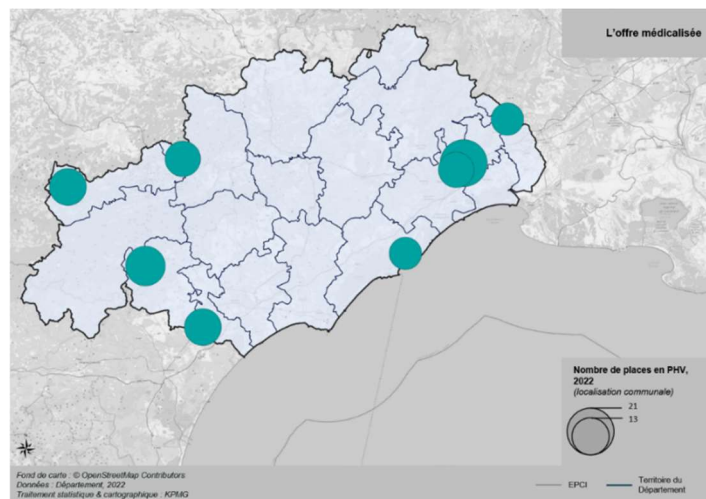 L'offre médicalisée
Nombre de places en PHV,
2022
(localisation communale)
21
13
EPCI
Territoire du
Département
Fond de carte : © OpenStreetMap Contributors
Données : Département, 2022
Traitement statistique & cartographique : KPMG